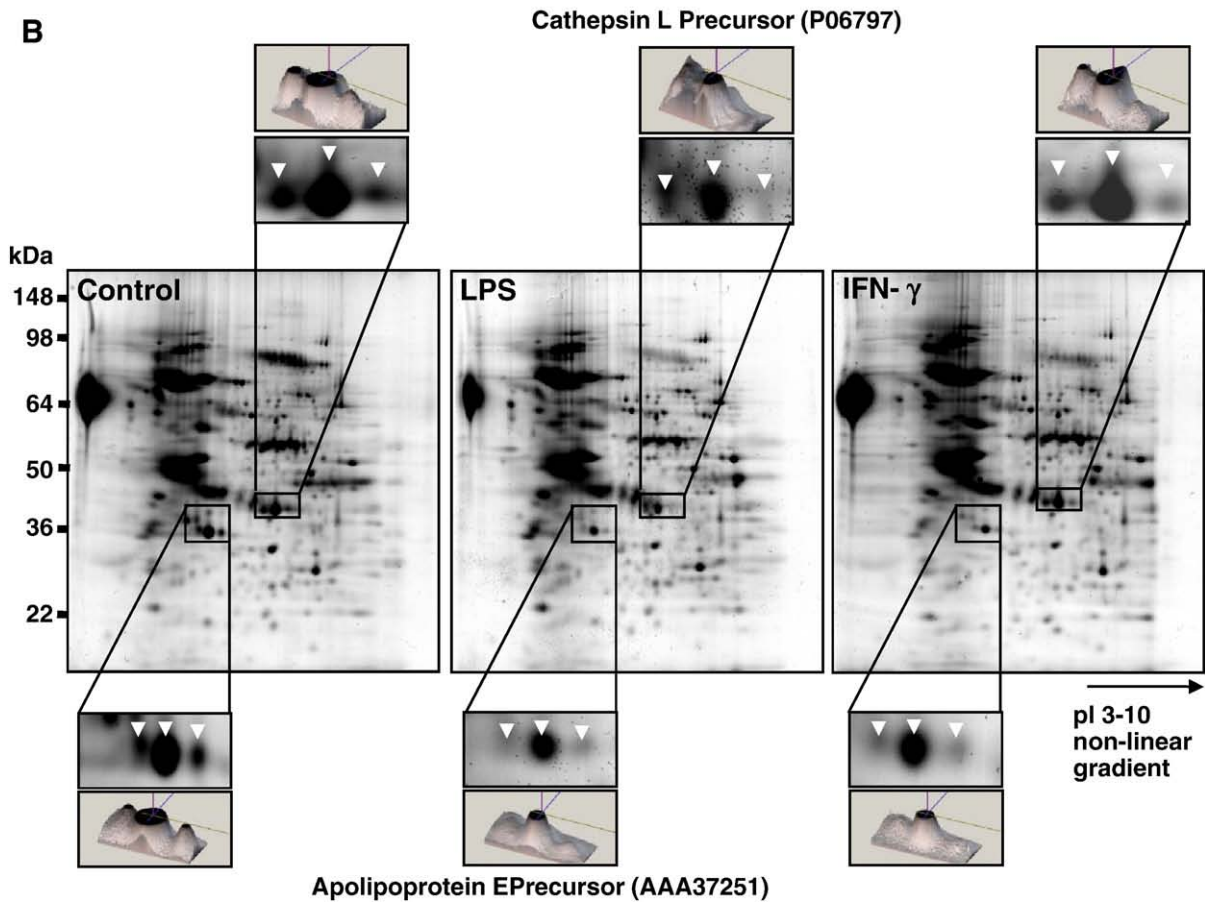 B
Cathepsin L Precursor (P06797)
kDa
148
98
64
50
36
22
Control
LPS
IFN- γ
pI 3-10
non-linear
gradient
Apolipoprotein EPrecursor (AAA37251)